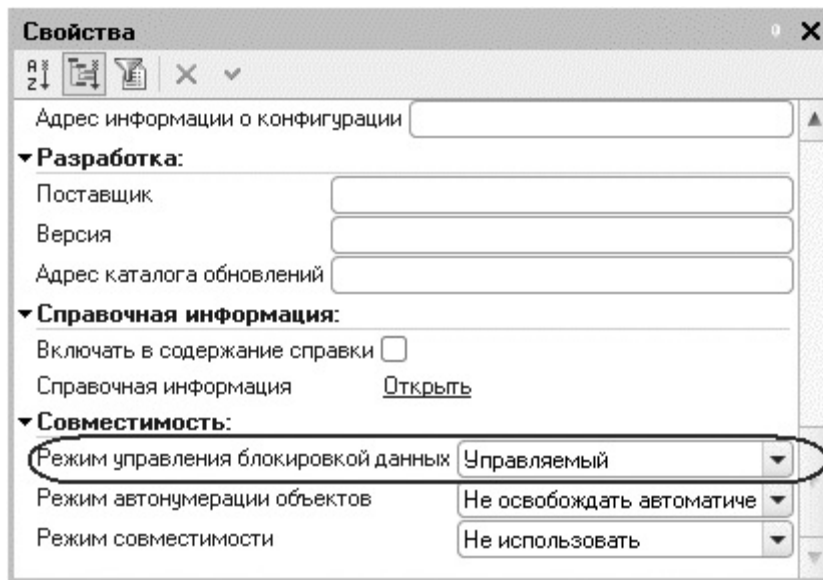 Свойства
Адрес информации о конфигурации
Разработка:
Поставщик
Версия
Адрес каталога обновлений
Справочная информация:
Включать в содержание справки
Справочная информация Открыть
Совместимость:
Режим управления блокировкой данных Управляемый
Режим автонумерации объектов Не освобождать автоматиче
Режим совместимости Не использовать